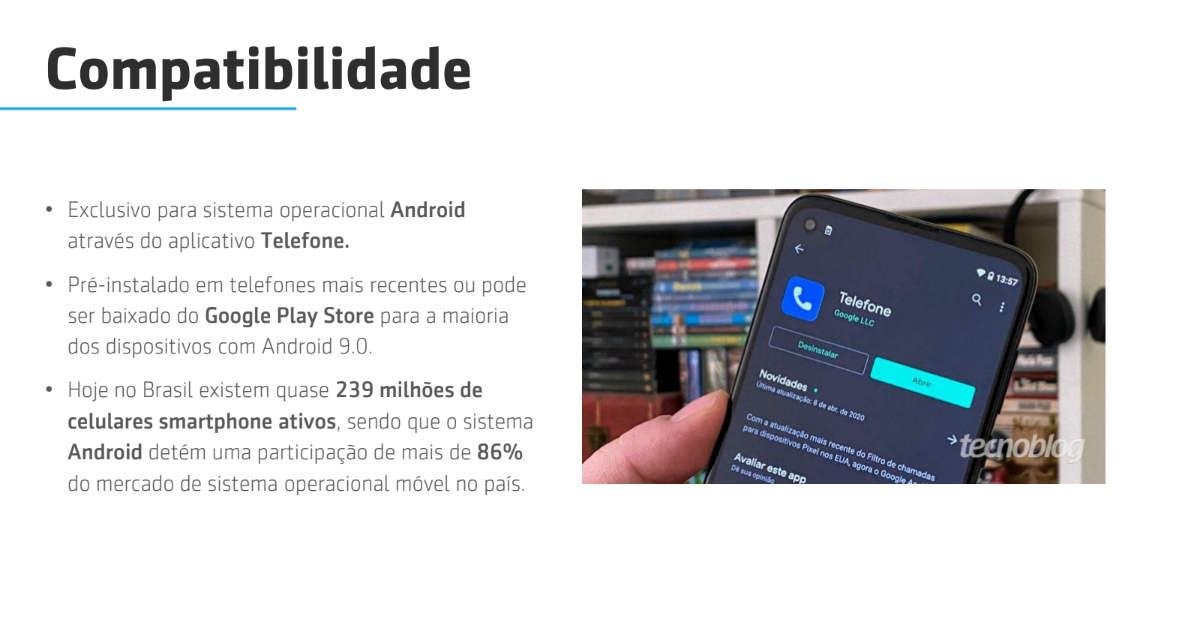 Compatibilidade
• Exclusivo para sistema operacional Android
através do aplicativo Telefone.
• Pré-instalado em telefones mais recentes ou pode
ser baixado do Google Play Store para a maioria
dos dispositivos com Android 9.0.
• Hoje no Brasil existem quase 239 milhões de
celulares smartphone ativos, sendo que o sistema
Android detém uma participação de mais de 86%
do mercado de sistema operacional móvel no país.
13:57
Telefone
Google LLC
Desinstalar
Abrir
Novidades
Última atualização: 8 de abr. de 2020
Com a atualização mais recente do Filtro de chamadas
para dispositivos Pixel nos EUA, agora o Google
Avaliar este app
Dê sua opinião
tecnoblog